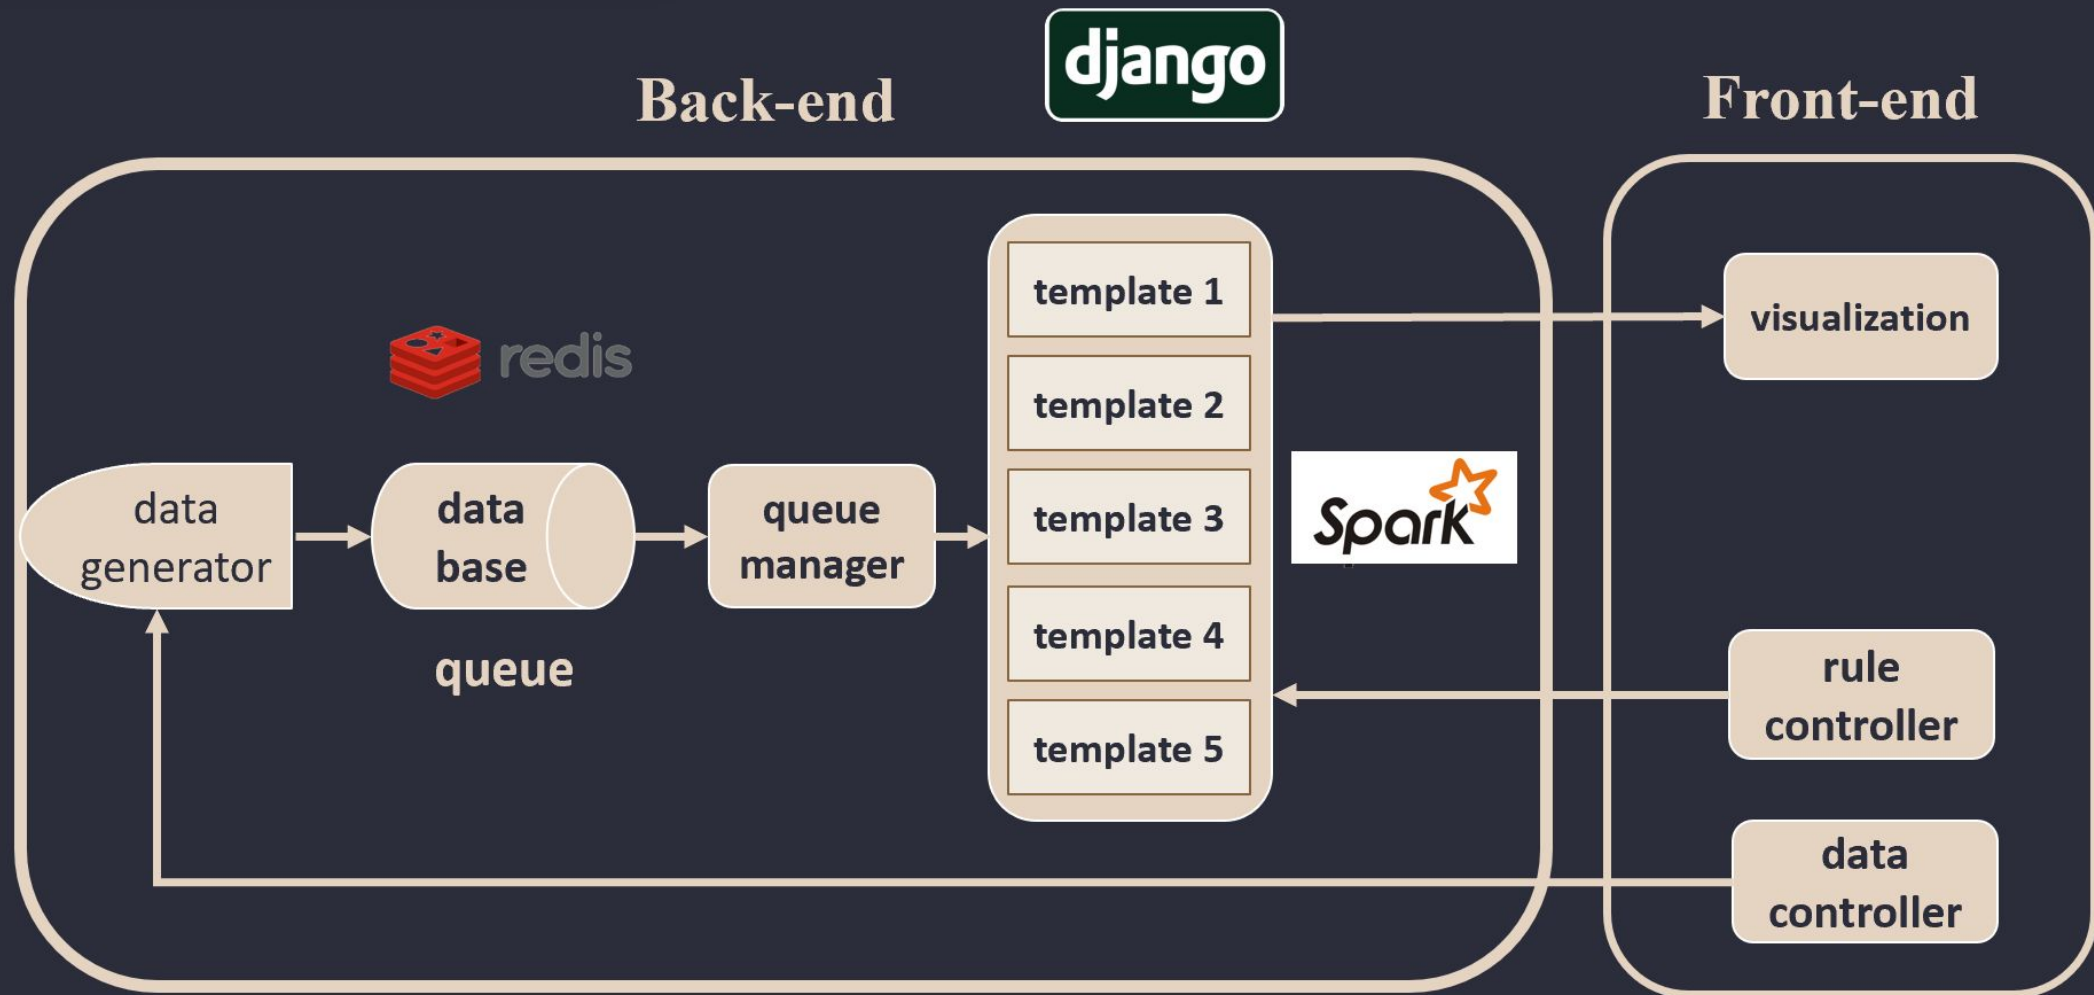 django
Back-end
Front-end
redis
data
generator
data
base
queue
queue
manager
template 1
template 2
template 3
template 4
template 5
Spark
visualization
rule
controller
data
controller